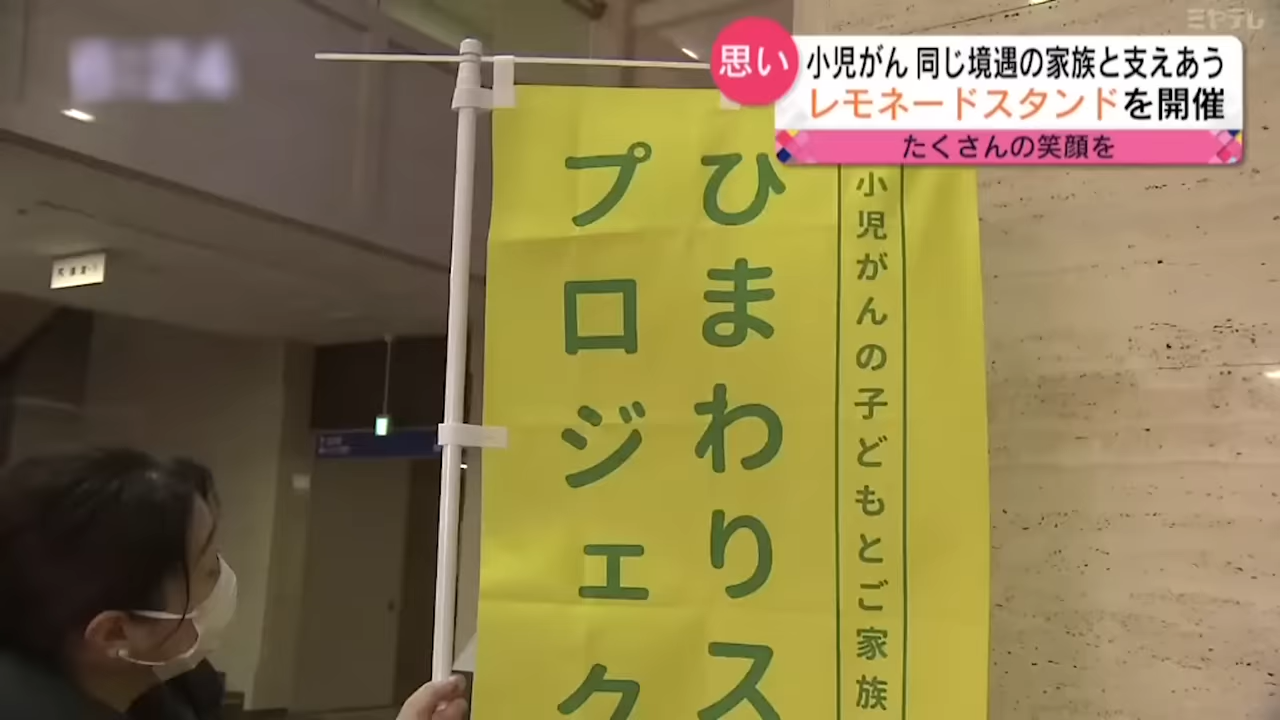 ミヤテレ
思い
小児がん 同じ境遇の家族と支えあう
レモネードスタンドを開催
たくさんの笑顔を
小児がんの子どもとご家族
ひまわりス
プロジェク